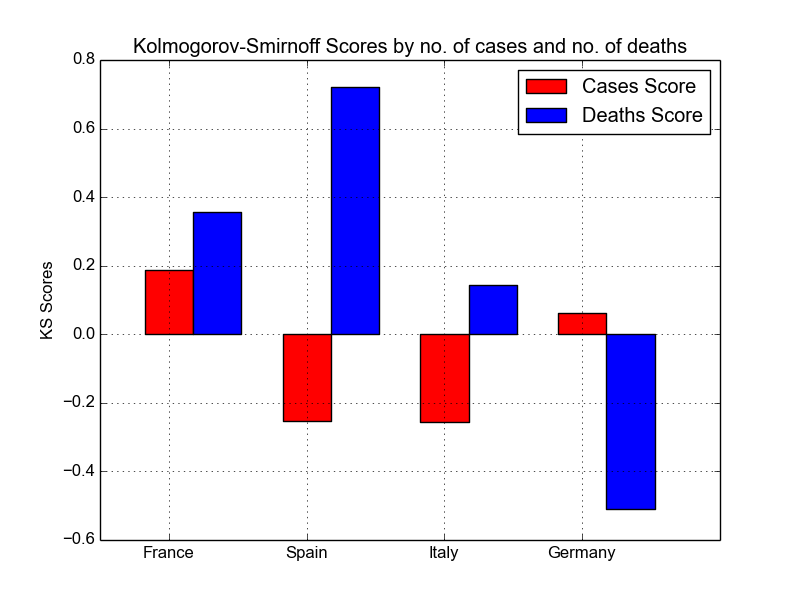 Kolmogorov-Smirnoff Scores by no. of cases and no. of deaths
Cases Score
Deaths Score
KS Scores
0.8
0.6
0.4
0.2
0.0
−0.2
−0.4
−0.6
France Spain Italy Germany